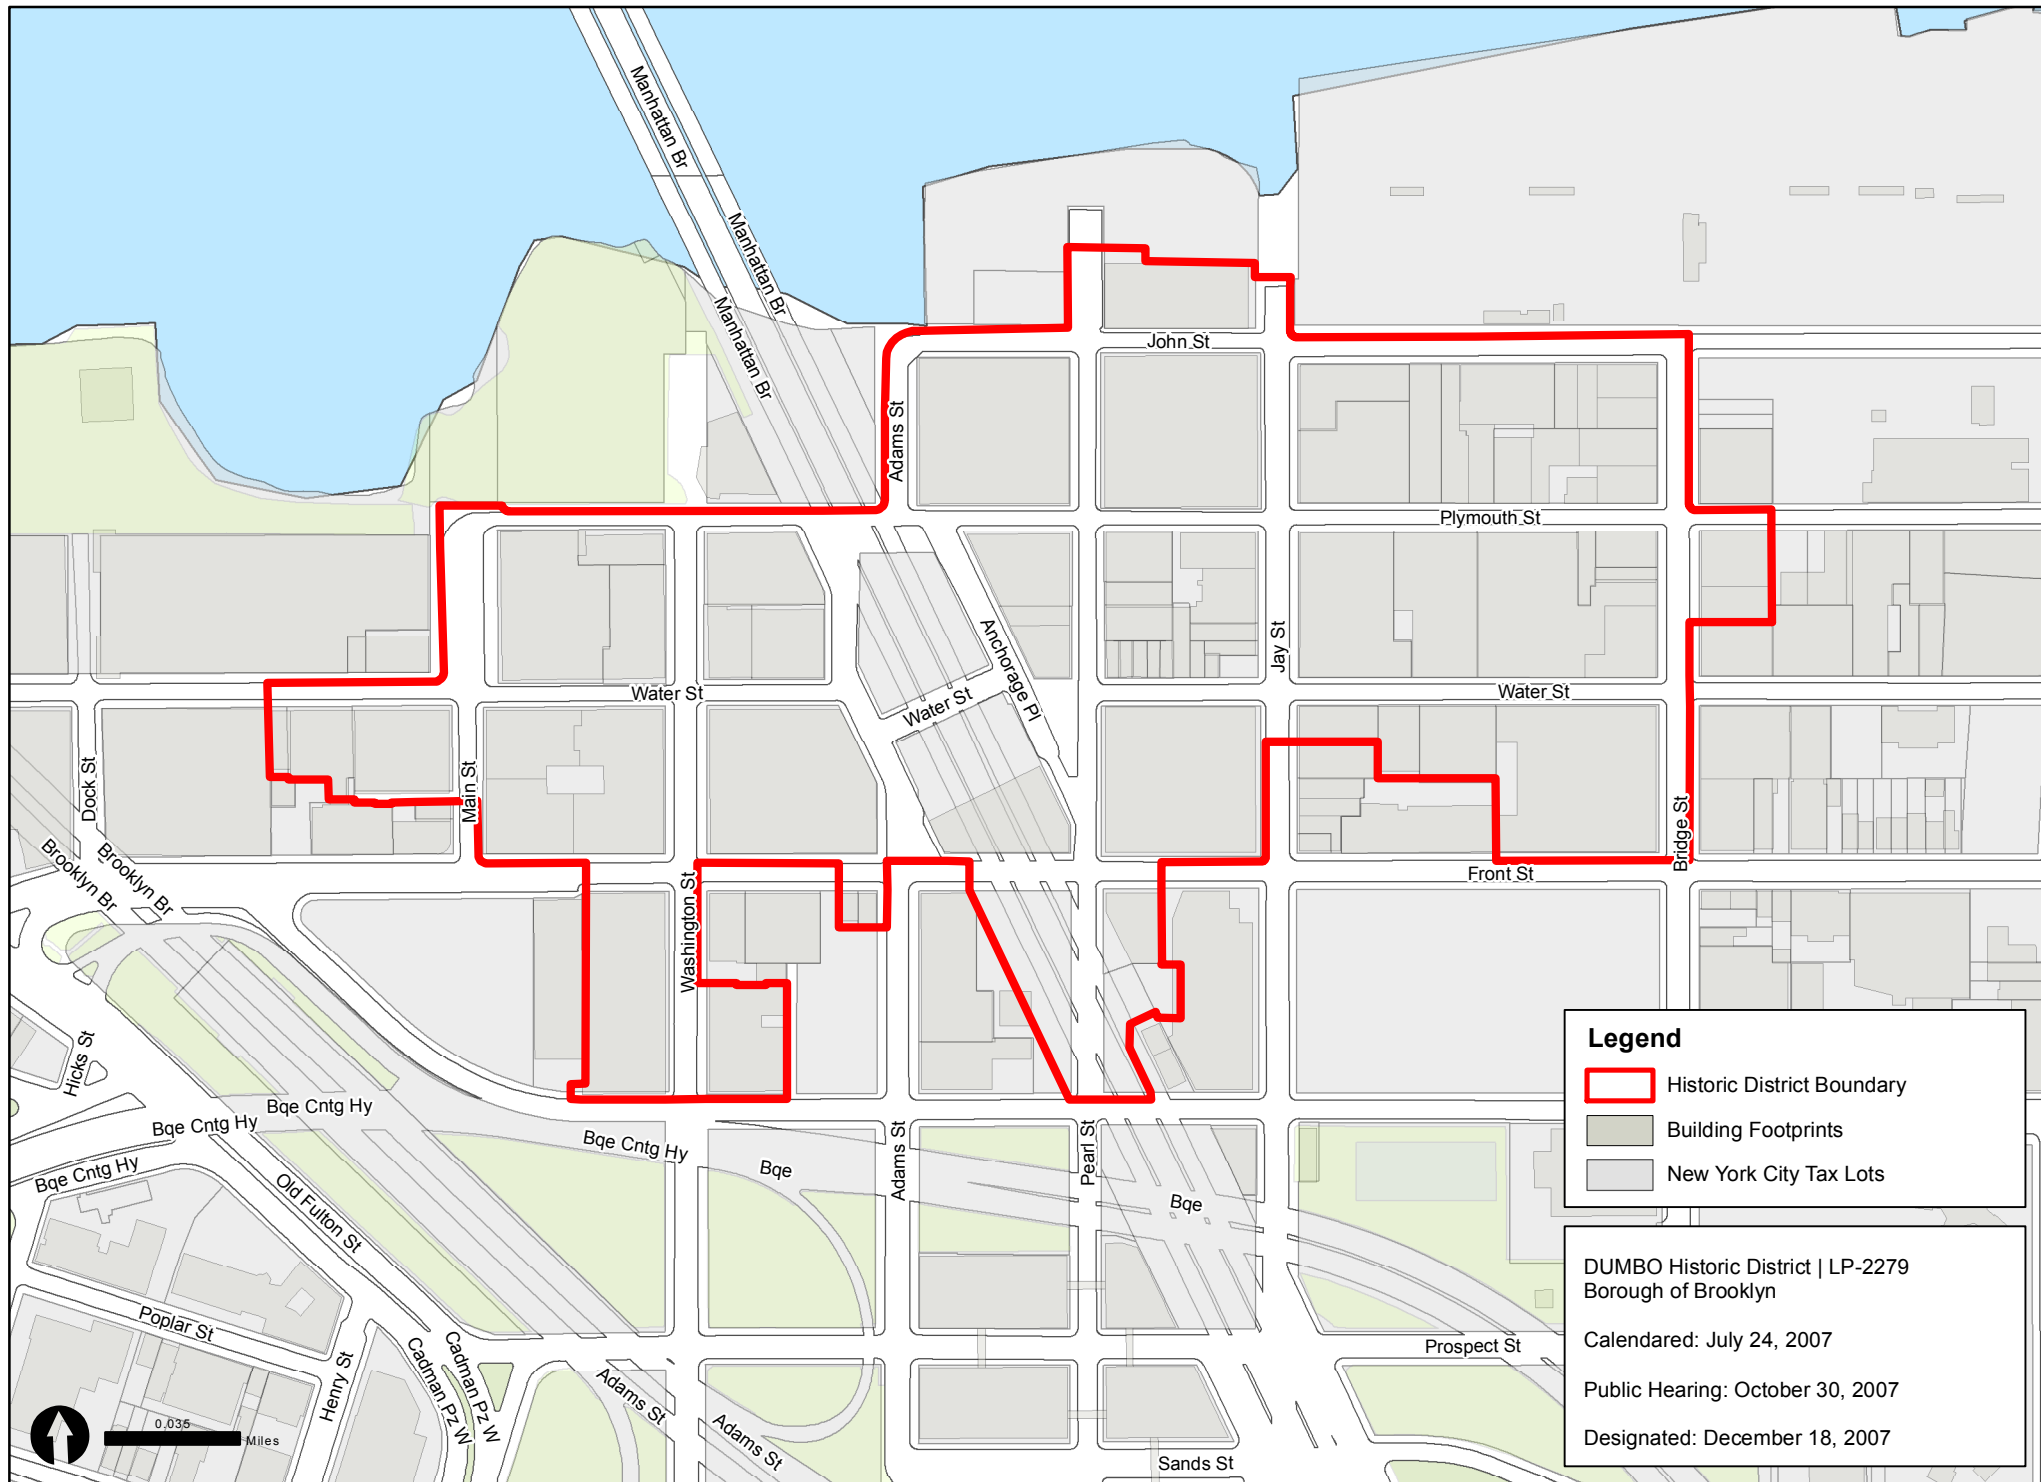 Manhattan Br
Manhattan Br
Manhattan Br
Manhattan Br
John St
Adams St
Plymouth St
Anchorage Pl
Jay St
Water St
Water St
Water St
Dock St
Main St
Bridge St
Brooklyn Br
Brooklyn Br
Washington St
Front St
Hicks St
Bqe Cntg Hy
Bqe Cntg Hy
Bqe Cntg Hy
Bqe Cntg Hy
Old Fulton St
Bqe
Adams St
Pearl St
Bqe
Poplar St
Henry St
Cadman Pz W
Cadman Pz W
Adams St
Adams St
Prospect St
Sands St
0.035
Miles
Legend
Historic District Boundary
Building Footprints
New York City Tax Lots
DUMBO Historic District | LP-2279
Borough of Brooklyn
Calendared: July 24, 2007
Public Hearing: October 30, 2007
Designated: December 18, 2007